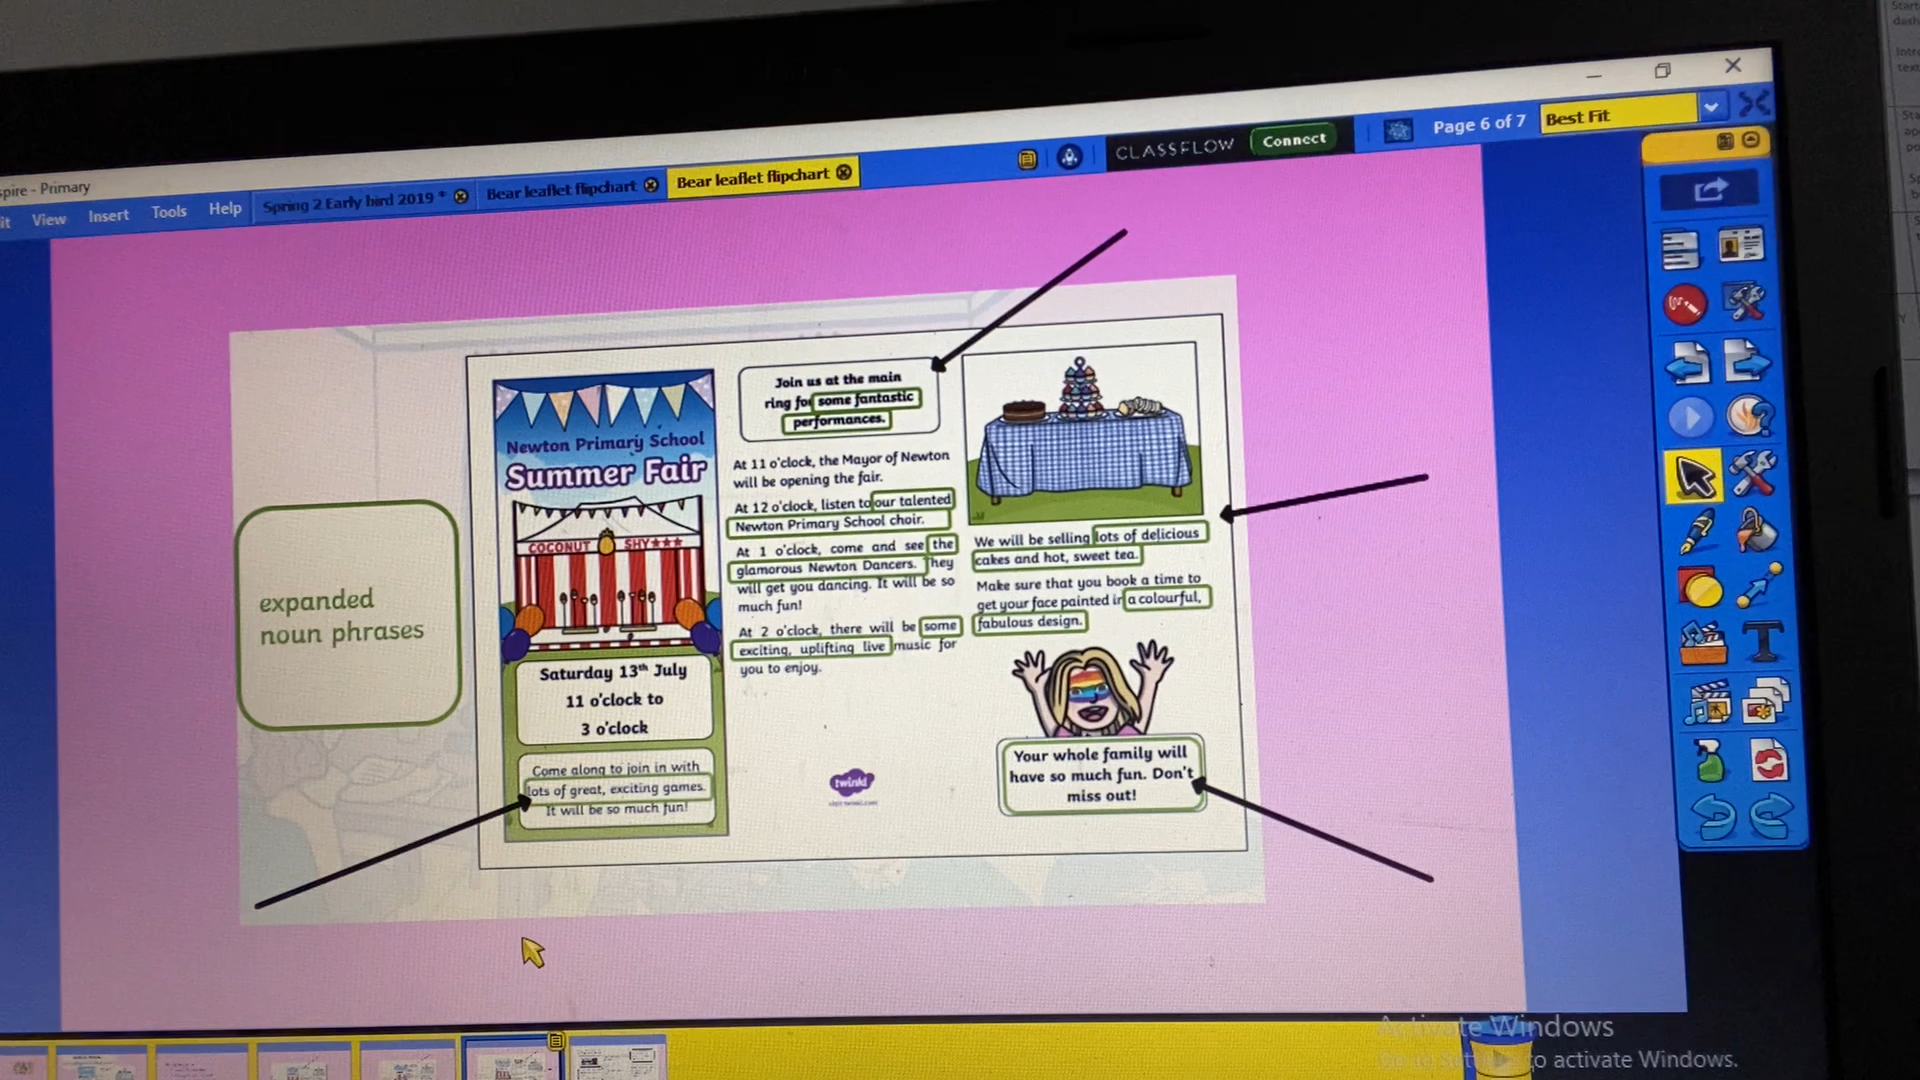 spire - Primary
it View Insert Tools Help
Spring 2 Early bird 2019 *
Bear leaflet flipchart
Bear leaflet flipchart
CLASSFLOW
Connect
Page 6 of 7
Best Fit
expanded
noun phrases
Newton Primary School
Summer Fair
COCONUT SHY
Saturday 13th July
11 o'clock to
3 o'clock
Come along to join in with
lots of great, exciting games.
It will be so much fun!
Join us at the main
ring for some fantastic
performances.
At 11 o'clock, the Mayor of Newton
will be opening the fair.
At 12 o'clock, listen to our talented
Newton Primary School choir.
At 1 o'clock, come and see the
glamorous Newton Dancers. They
will get you dancing. It will be so
much fun!
At 2 o'clock, there will be some
exciting, uplifting live music for
you to enjoy.
twinkl
visit twinkl.com
We will be selling lots of delicious
cakes and hot, sweet tea.
Make sure that you book a time to
get your face painted in a colourful,
fabulous design.
Your whole family will
have so much fun. Don't
miss out!
Activate Windows
Go to Settings to activate Windows.